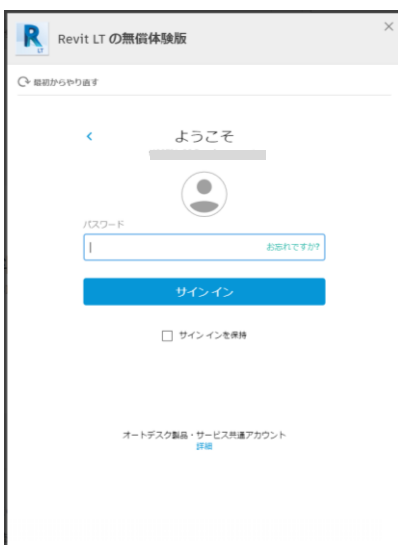 R
LT
Revit LT の無償体験版
×
最初からやり直す
<
ようこそ
パスワード
お忘れですか?
サイン イン
サイン インを保持
オートデスク製品・サービス共通アカウント
詳細